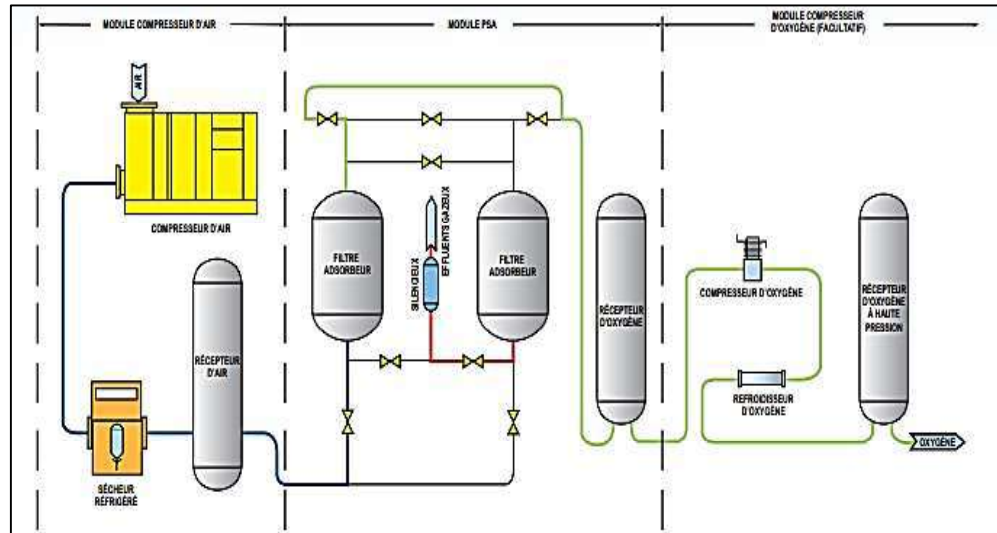 MODULE COMPRESSEUR D'AIR
MODULE PSA
MODULE COMPRESSEUR
D'OXYGÈNE (FACULTATIF)
AIR
COMPRESSEUR D'AIR
FILTRE
ADSORBEUR
SILENCIEUX
EFFLUENTS GAZEUX
FILTRE
ADSORBEUR
RÉCEPTEUR
D'OXYGÈNE
COMPRESSEUR D'OXYGÈNE
RÉCEPTEUR
D'OXYGÈNE
À HAUTE
PRESSION
RÉCEPTEUR
D'AIR
REFROIDISSEUR
D'OXYGÈNE
OXYGÈNE
SÉCHEUR
RÉFRIGÉRÉ